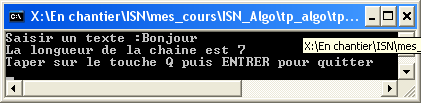 X:\En chantier\ISN\mes_cours\ISN_Algo\tp_algo\tp...
Saisir un texte :Bonjour
La longueur de la chaine est 7
X:\En chantier\ISN\mes_
Taper sur le touche Q puis ENTRER pour quitter